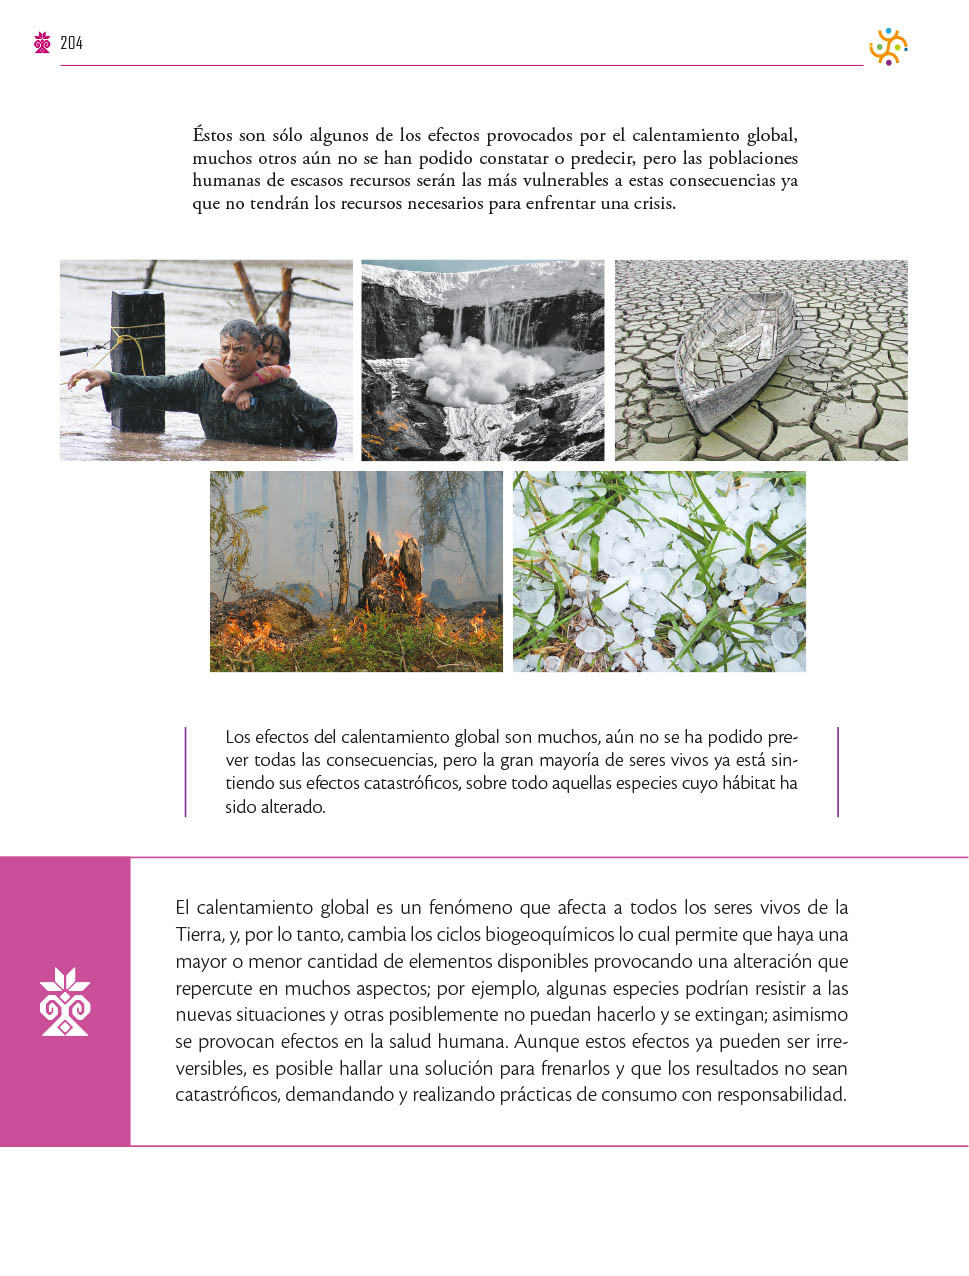 204
Éstos son sólo algunos de los efectos provocados por el calentamiento global,
muchos otros aún no se han podido constatar o predecir, pero las poblaciones
humanas de escasos recursos serán las más vulnerables a estas consecuencias ya
que no tendrán los recursos necesarios para enfrentar una crisis.
Los efectos del calentamiento global son muchos, aún no se ha podido pre-
ver todas las consecuencias, pero la gran mayoría de seres vivos ya está sin-
tiendo sus efectos catastróficos, sobre todo aquellas especies cuyo hábitat ha
sido alterado.
El calentamiento global es un fenómeno que afecta a todos los seres vivos de la
Tierra, y, por lo tanto, cambia los ciclos biogeoquímicos lo cual permite que haya una
mayor o menor cantidad de elementos disponibles provocando una alteración que
repercute en muchos aspectos; por ejemplo, algunas especies podrían resistir a las
nuevas situaciones y otras posiblemente no puedan hacerlo y se extingan; asimismo
se provocan efectos en la salud humana. Aunque estos efectos ya pueden ser irre-
versibles, es posible hallar una solución para frenarlos y que los resultados no sean
catastróficos, demandando y realizando prácticas de consumo con responsabilidad.